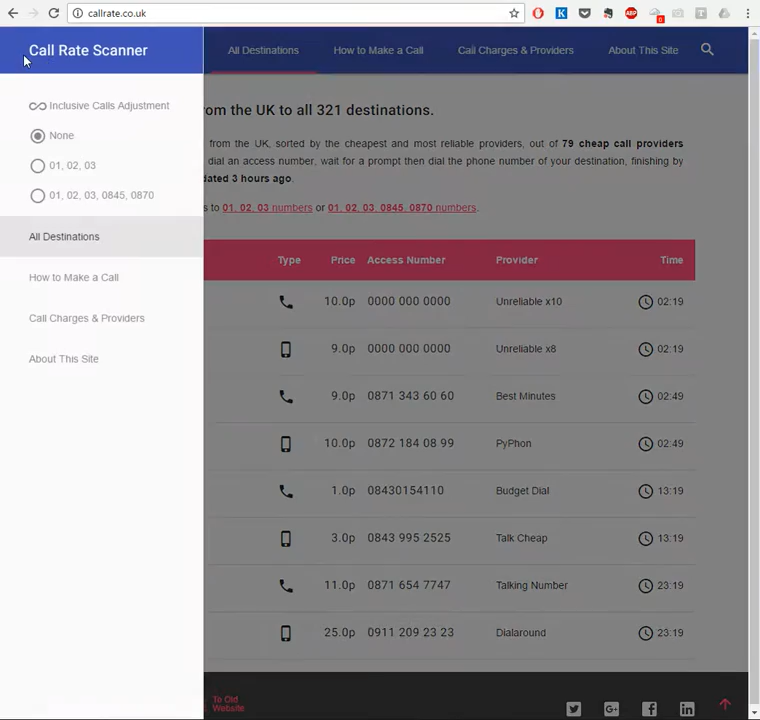 callrate.co.uk
Call Rate Scanner
All Destinations
How to Make a Call
Call Charges & Providers
About This Site
Inclusive Calls Adjustment
None
01, 02, 03
01, 02, 03, 0845, 0870
All Destinations
How to Make a Call
Call Charges & Providers
About This Site
from the UK to all 321 destinations.
from the UK, sorted by the cheapest and most reliable providers, out of 79 cheap call providers
dial an access number, wait for a prompt then dial the phone number of your destination, finishing by
dated 3 hours ago.
s to 01, 02, 03 numbers or 01, 02, 03, 0845, 0870 numbers.
Type Price Access Number Provider Time
10.0p 0000 000 0000 Unreliable x10 02:19
9.0p 0000 000 0000 Unreliable x8 02:19
9.0p 0871 343 60 60 Best Minutes 02:49
10.0p 0872 184 08 99 PyPhon 02:49
1.0p 08430154110 Budget Dial 13:19
3.0p 0843 995 2525 Talk Cheap 13:19
11.0p 0871 654 7747 Talking Number 23:19
25.0p 0911 209 23 23 Dialaround 23:19
To Old
Website